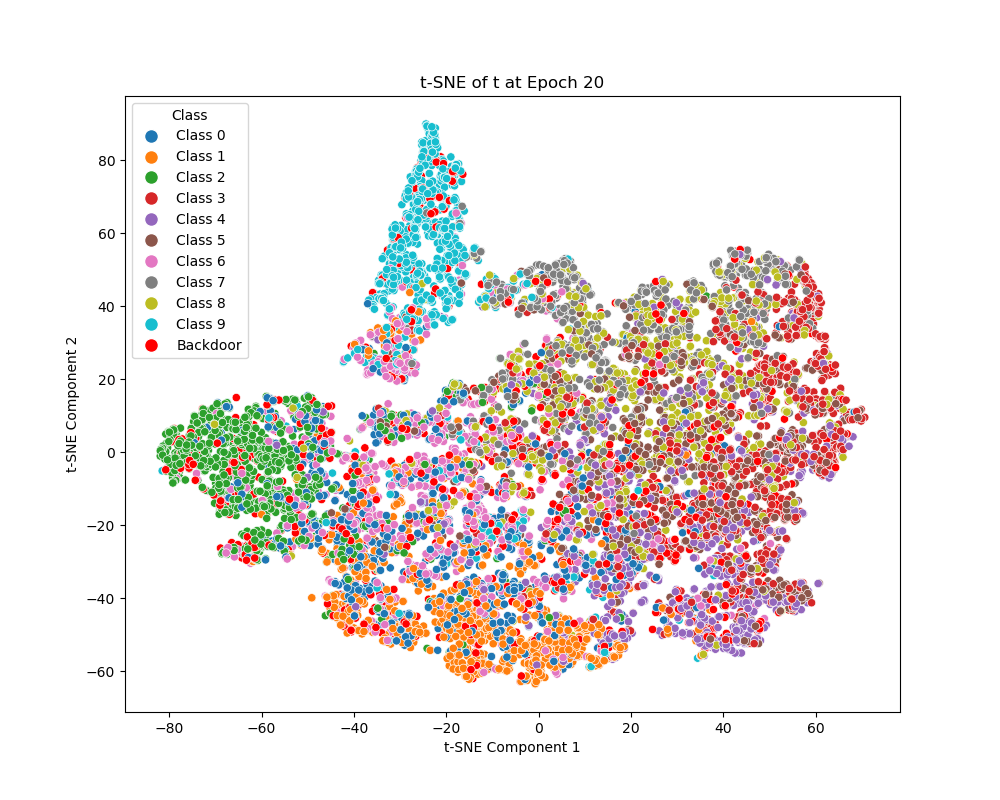 t-SNE of t at Epoch 20
Class
Class 0
Class 1
Class 2
Class 3
Class 4
Class 5
Class 6
Class 7
Class 8
Class 9
Backdoor
80
60
40
20
0
−20
−40
−60
t-SNE Component 2
−80 −60 −40 −20 0 20 40 60
t-SNE Component 1